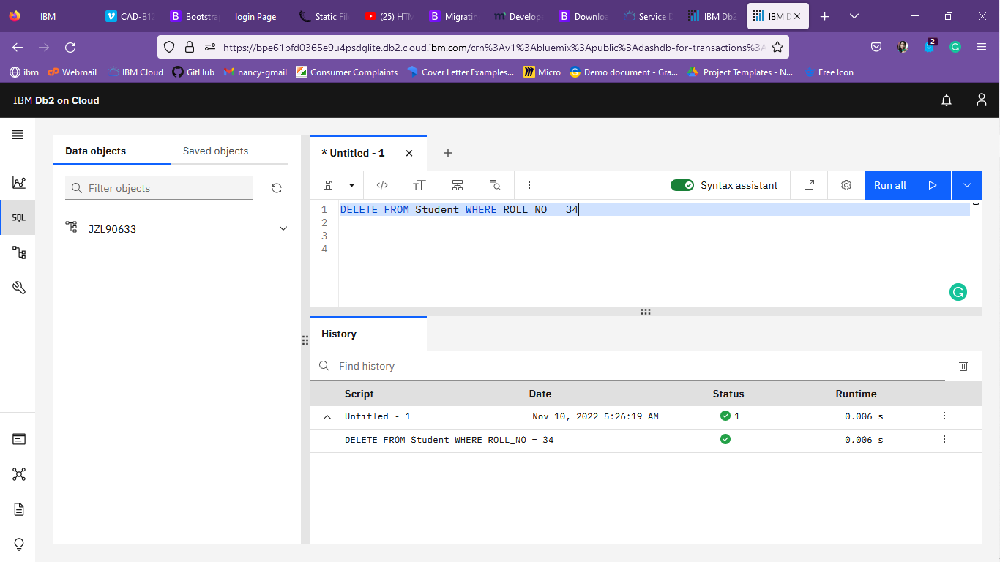 IBM
CAD-B12
Bootstra
login Page
Static Fil
(25) HTM
Migratin
Develop
Downloa
Service D
IBM Db2
IBM D
https://bpe61bfd0365e9u4psdglite.db2.cloud.ibm.com/crn%3Av1%3Abluemix%3Apublic%3Adashdb-for-transactions%3A
2
ibm
Webmail
IBM Cloud
GitHub
nancy-gmail
Consumer Complaints
Cover Letter Examples...
Micro
Demo document - Gra...
Project Templates - N...
Free Icon
IBM Db2 on Cloud
Data objects
Saved objects
* Untitled - 1
Filter objects
Syntax assistant
Run all
SQL
JZL90633
1 DELETE FROM Student WHERE ROLL_NO = 34
2
3
4
History
Find history
Script Date Status Runtime
Untitled - 1 Nov 10, 2022 5:26:19 AM 1 0.006 s
DELETE FROM Student WHERE ROLL_NO = 34 0.006 s